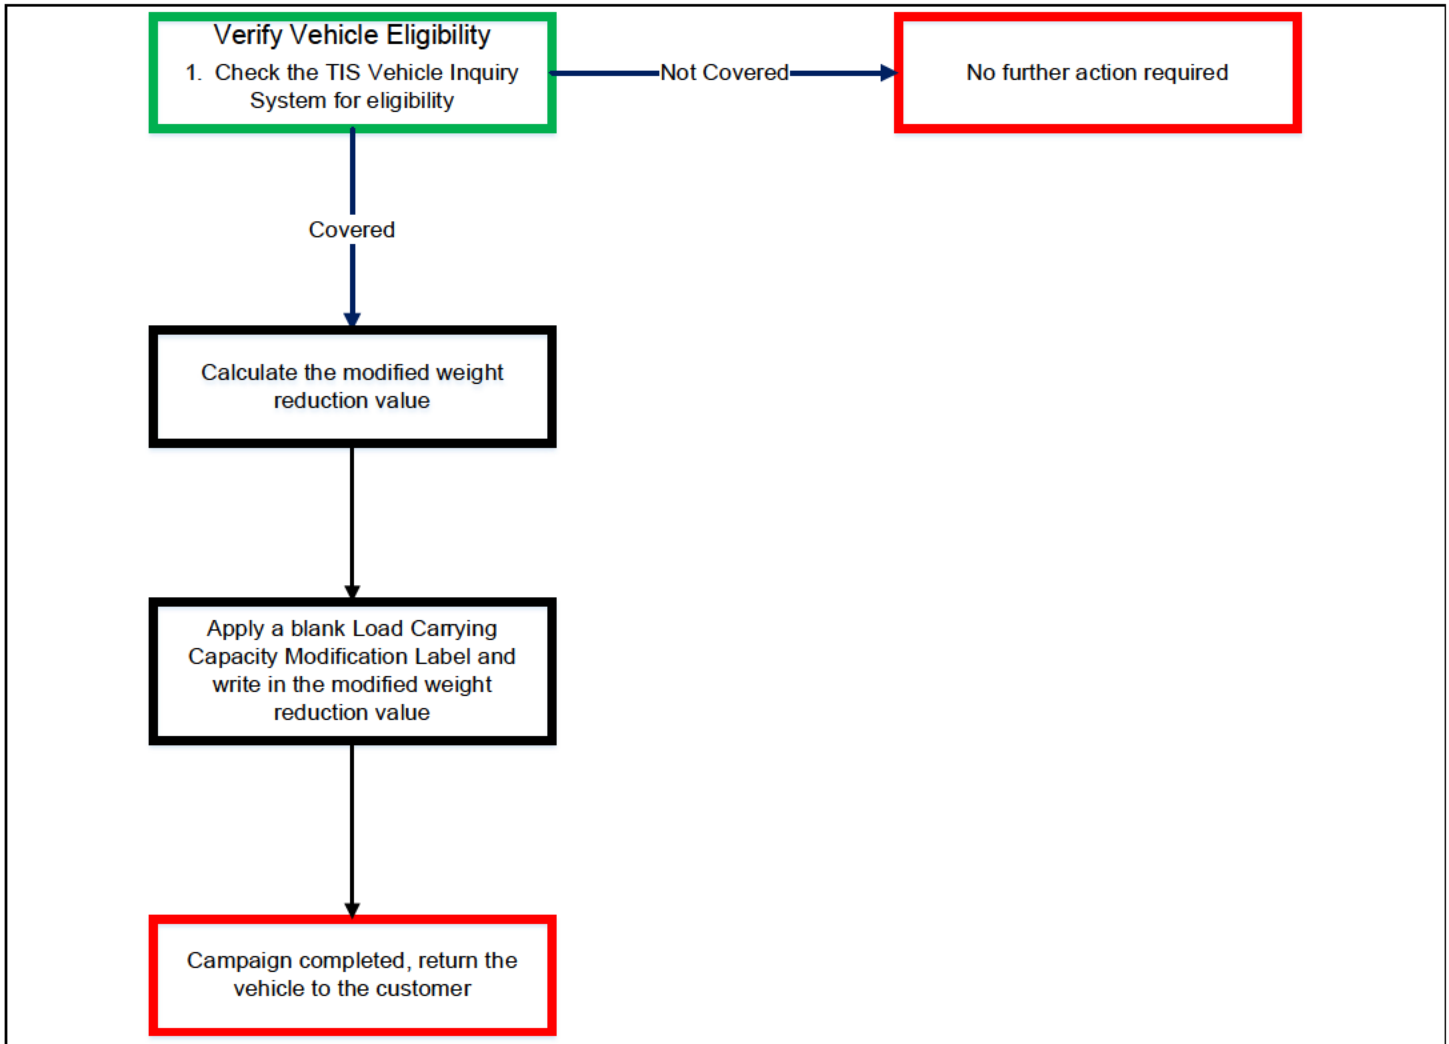 Verify Vehicle Eligibility
1. Check the TIS Vehicle Inquiry
System for eligibility
Not Covered
No further action required
Covered
Calculate the modified weight
reduction value
Apply a blank Load Carrying
Capacity Modification Label and
write in the modified weight
reduction value
Campaign completed, return the
vehicle to the customer